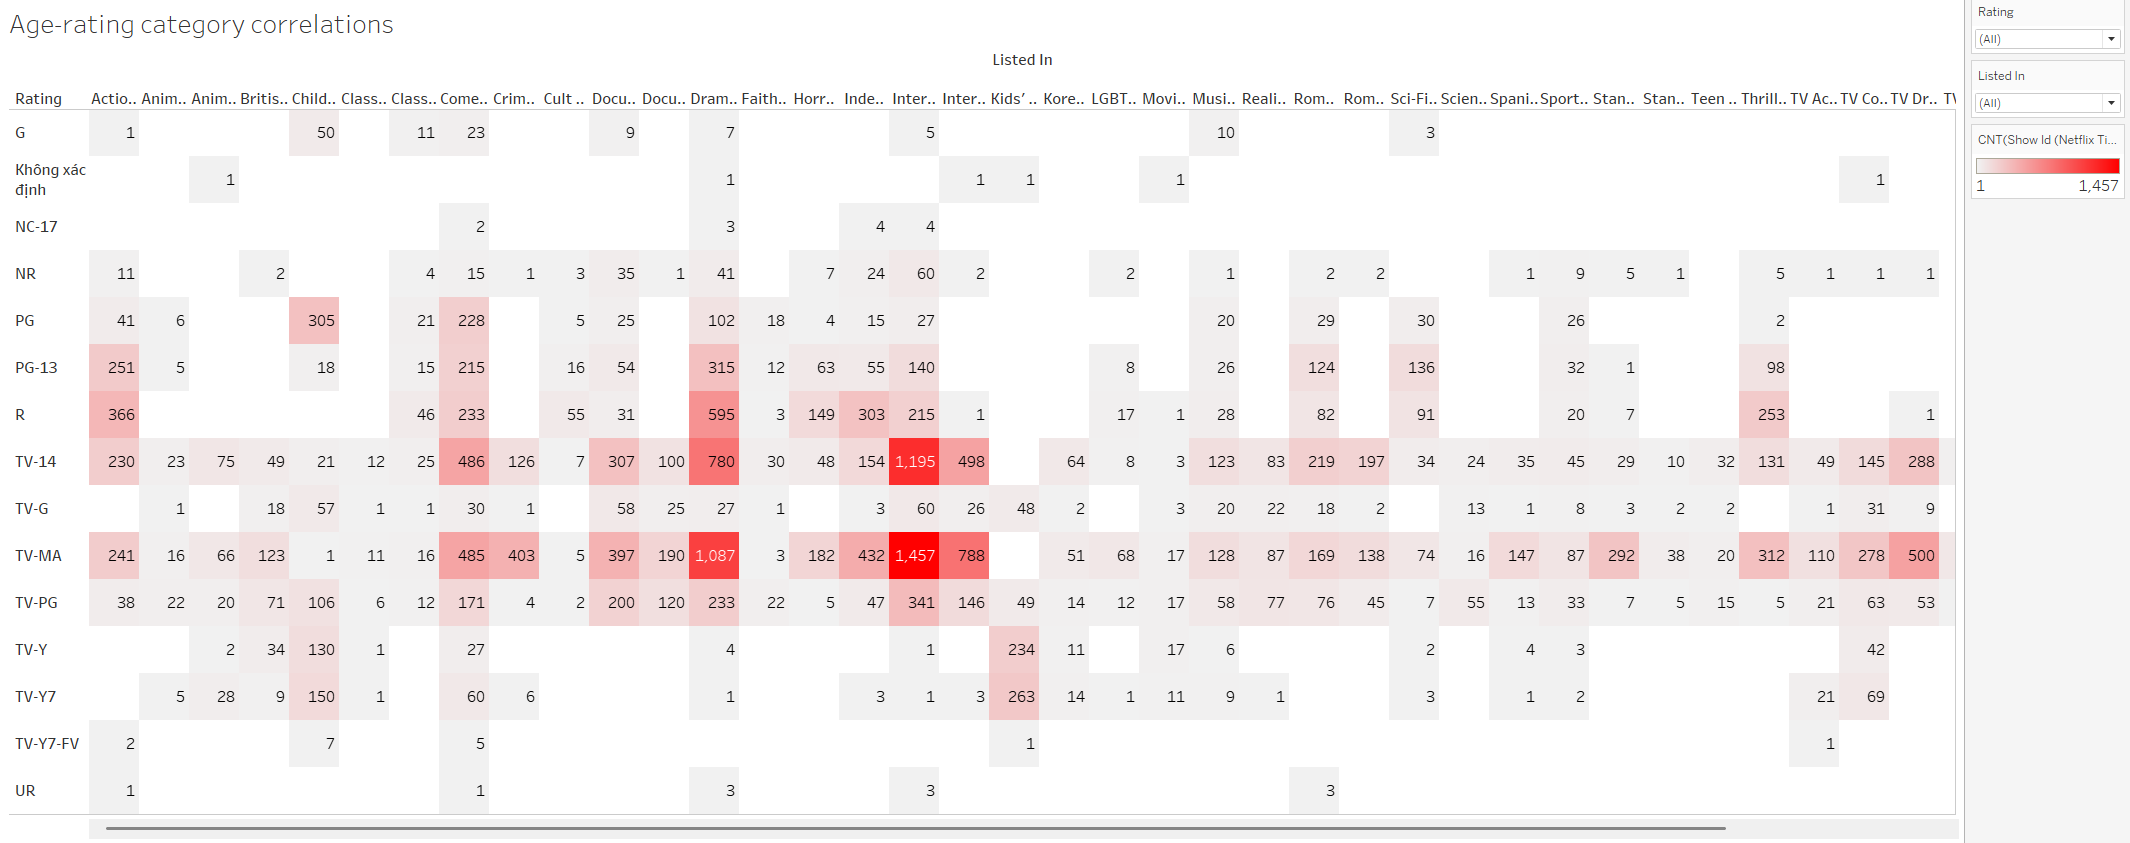 Age-rating category correlations
Listed In
Rating Actio.. Anim.. Anim.. Britis.. Child.. Class.. Class.. Come.. Crim.. Cult .. Docu.. Docu.. Dram.. Faith.. Horr.. Inde.. Inter.. Inter.. Kids' .. Kore.. LGBT.. Movi.. Musi.. Reali.. Rom.. Rom.. Sci-Fi.. Scien.. Spani.. Sport.. Stan.. Stan.. Teen .. Thrill.. TV Ac.. TV Co.. TV Dr.. TV
G 1 50 11 23 9 7 5 10 3
Không xác
định 1 1 1 1 1 1
NC-17 2 3 4 4
NR 11 2 4 15 1 3 35 1 41 7 24 60 2 2 1 2 2 1 9 5 1 5 1 1 1
PG 41 6 305 21 228 5 25 102 18 4 15 27 20 29 30 26 2
PG-13 251 5 18 15 215 16 54 315 12 63 55 140 8 26 124 136 32 1 98
R 366 46 233 55 31 595 3 149 303 215 1 17 1 28 82 91 20 7 253 1
TV-14 230 23 75 49 21 12 25 486 126 7 307 100 780 30 48 154 1,195 498 64 8 3 123 83 219 197 34 24 35 45 29 10 32 131 49 145 288
TV-G 1 18 57 1 1 30 1 58 25 27 1 3 60 26 48 2 3 20 22 18 2 13 1 8 3 2 2 1 31 9
TV-MA 241 16 66 123 1 11 16 485 403 5 397 190 1,087 3 182 432 1,457 788 51 68 17 128 87 169 138 74 16 147 87 292 38 20 312 110 278 500
TV-PG 38 22 20 71 106 6 12 171 4 2 200 120 233 22 5 47 341 146 49 14 12 17 58 77 76 45 7 55 13 33 7 5 15 5 21 63 53
TV-Y 2 34 130 1 27 4 1 234 11 17 6 2 4 3 42
TV-Y7 5 28 9 150 1 60 6 1 3 1 3 263 14 1 11 9 1 3 1 2 21 69
TV-Y7-FV 2 7 5 1 1
UR 1 1 3 3 3
Rating
(All)
Listed In
(All)
CNT(Show Id (Netflix Ti...
1 1,457